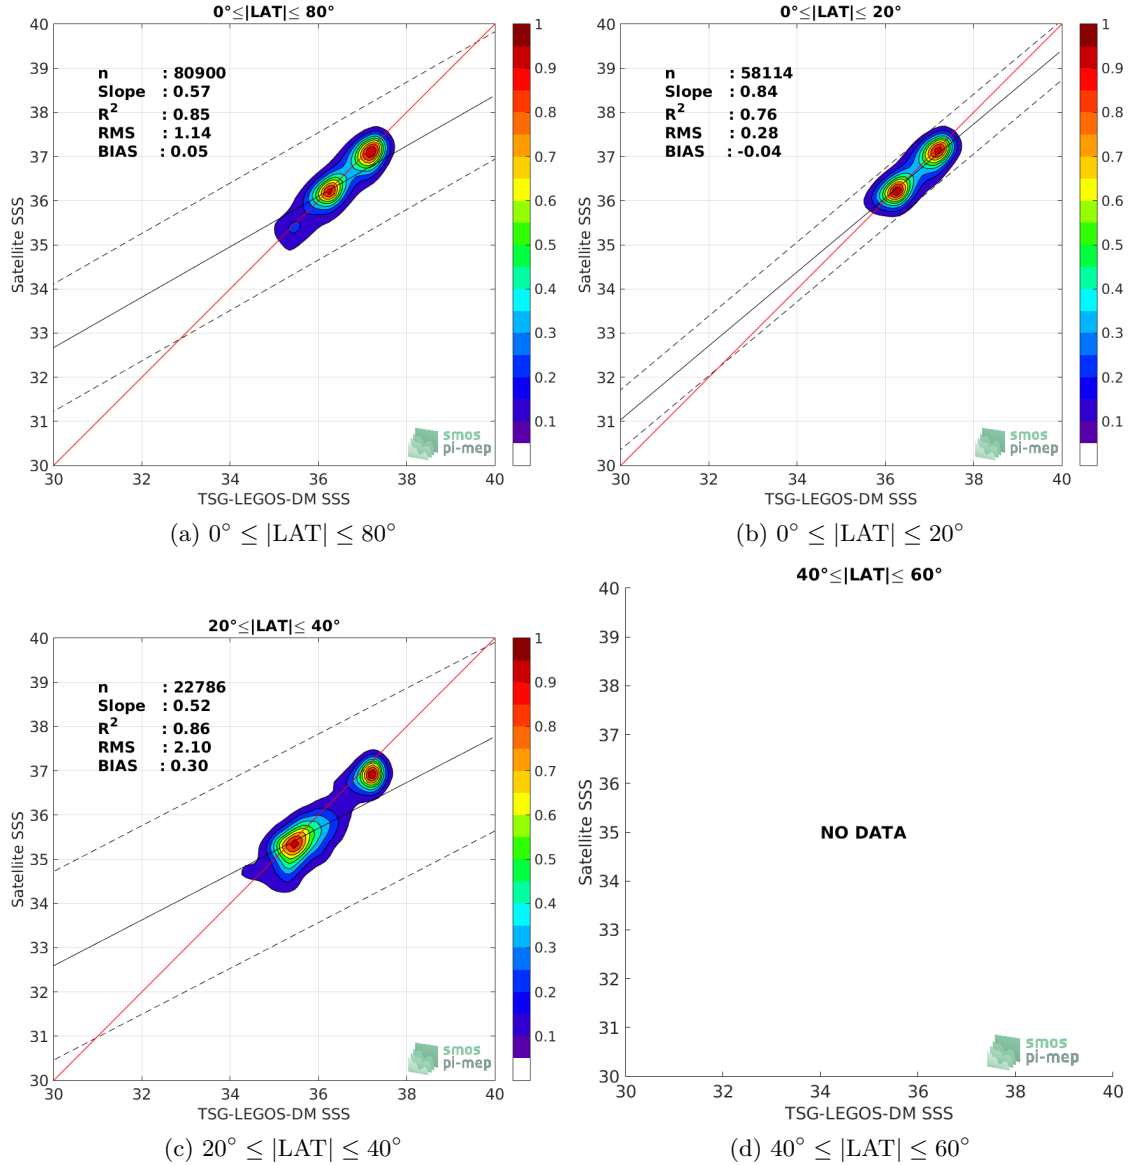 0°≤|LAT|≤ 80°
40
39
38
37
36
35
34
33
32
31
30
Satellite SSS
n : 80900
Slope : 0.57
R² : 0.85
RMS : 1.14
BIAS : 0.05
smos
pi-mep
30 32 34 36 38 40
TSG-LEGOS-DM SSS
1
0.9
0.8
0.7
0.6
0.5
0.4
0.3
0.2
0.1
(a) 0° ≤ |LAT| ≤ 80°
0°≤|LAT|≤ 20°
40
39
38
37
36
35
34
33
32
31
30
Satellite SSS
n : 58114
Slope : 0.84
R² : 0.76
RMS : 0.28
BIAS : -0.04
smos
pi-mep
30 32 34 36 38 40
TSG-LEGOS-DM SSS
1
0.9
0.8
0.7
0.6
0.5
0.4
0.3
0.2
0.1
(b) 0° ≤ |LAT| ≤ 20°
20°≤|LAT|≤ 40°
40
39
38
37
36
35
34
33
32
31
30
Satellite SSS
n : 22786
Slope : 0.52
R² : 0.86
RMS : 2.10
BIAS : 0.30
smos
pi-mep
30 32 34 36 38 40
TSG-LEGOS-DM SSS
1
0.9
0.8
0.7
0.6
0.5
0.4
0.3
0.2
0.1
(c) 20° ≤ |LAT| ≤ 40°
40°≤|LAT|≤ 60°
40
39
38
37
36
35
34
33
32
31
30
Satellite SSS
NO DATA
smos
pi-mep
30 32 34 36 38 40
TSG-LEGOS-DM SSS
(d) 40° ≤ |LAT| ≤ 60°